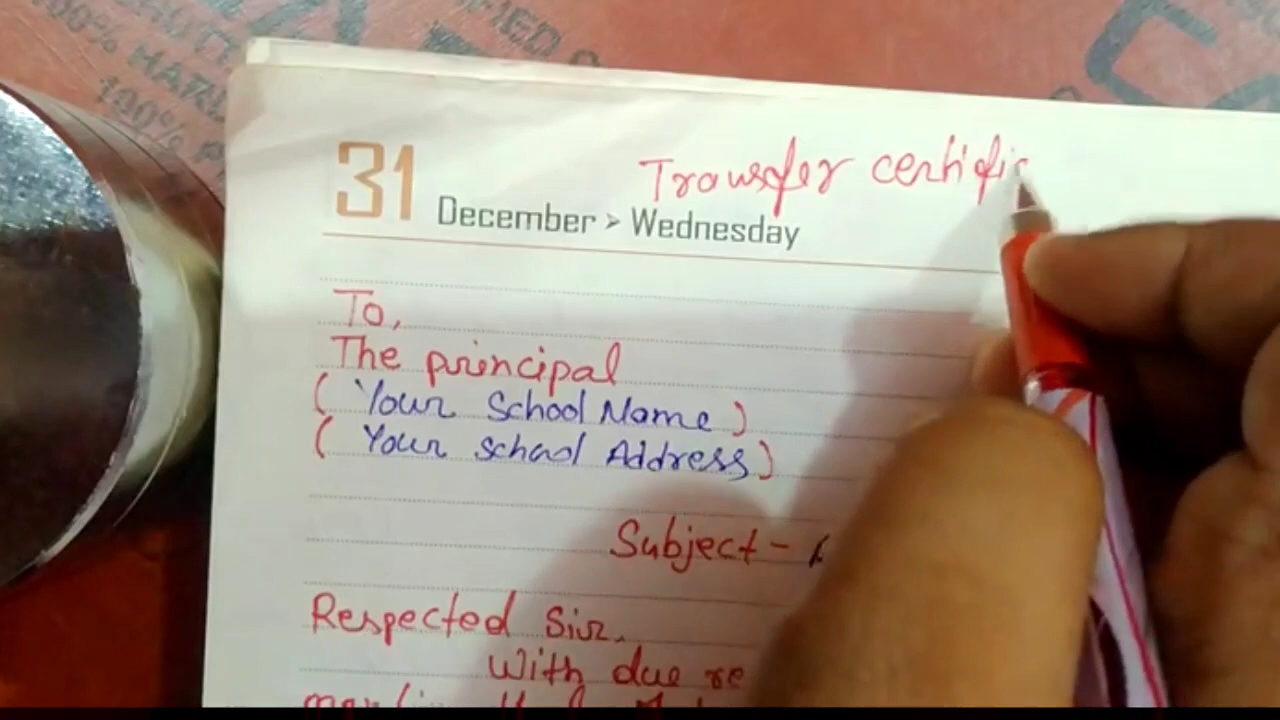 Transfer certific
31 December > Wednesday
To,
The principal
( Your School Name )
( Your school Address )
Subject -
Respected Sir,
With due re